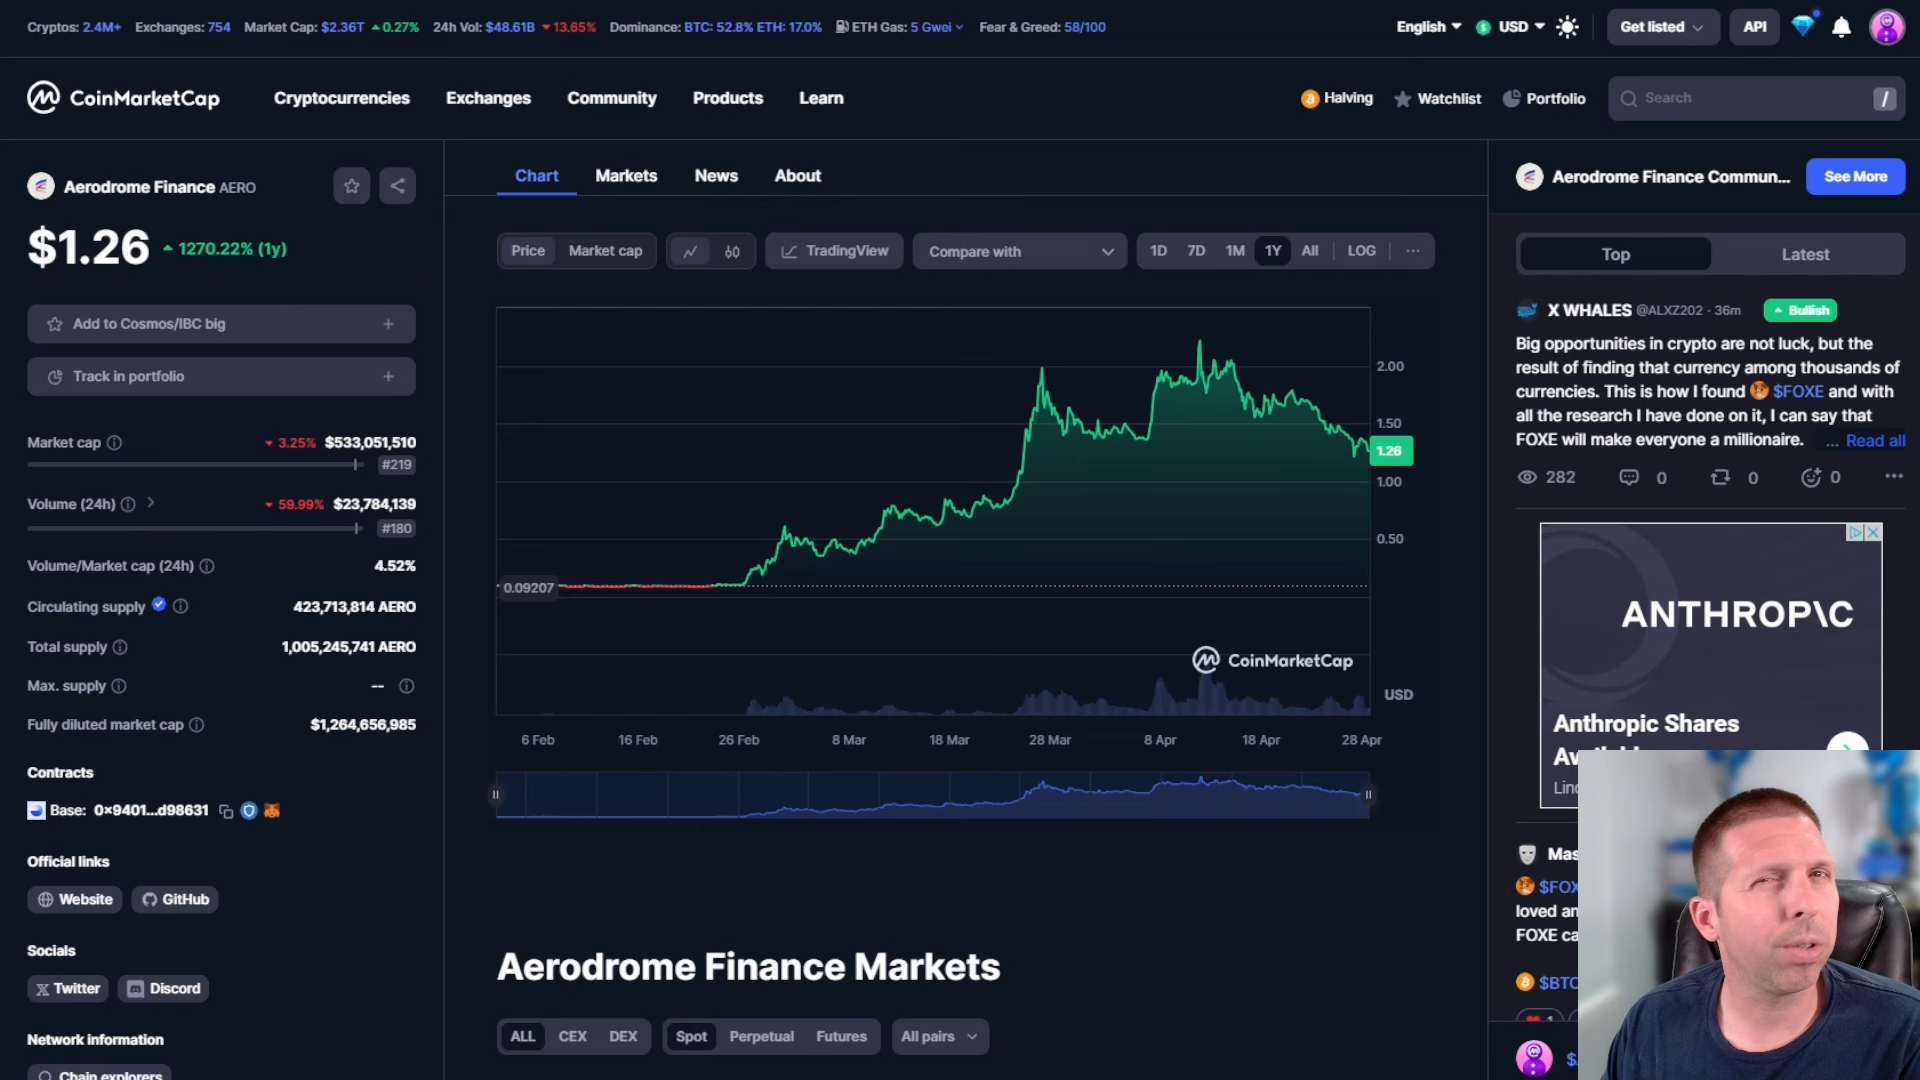 Cryptos: 2.4M+ Exchanges: 754 Market Cap: $2.36T 0.27% 24h Vol: $48.61B 13.65% Dominance: BTC: 52.8% ETH: 17.0% ETH Gas: 5 Gwei Fear & Greed: 58/100
English USD Get listed API
CoinMarketCap Cryptocurrencies Exchanges Community Products Learn
Halving Watchlist Portfolio Search /
Aerodrome Finance AERO
$1.26 1270.22% (1y)
Add to Cosmos/IBC big +
Track in portfolio +
Market cap 3.25% $533,051,510
#219
Volume (24h) 59.99% $23,784,139
#180
Volume/Market cap (24h) 4.52%
Circulating supply 423,713,814 AERO
Total supply 1,005,245,741 AERO
Max. supply --
Fully diluted market cap $1,264,656,985
Contracts
Base: 0x9401...d98631
Official links
Website GitHub
Socials
Twitter Discord
Network information
Chain explorers
Chart Markets News About
Price Market cap TradingView Compare with 1D 7D 1M 1Y All LOG ...
2.00
1.50
1.26
1.00
0.50
0.09207
CoinMarketCap
USD
6 Feb 16 Feb 26 Feb 8 Mar 18 Mar 28 Mar 8 Apr 18 Apr 28 Apr
Aerodrome Finance Markets
ALL CEX DEX Spot Perpetual Futures All pairs
Aerodrome Finance Commun... See More
Top Latest
X WHALES @ALXZ202 · 36m Bullish
Big opportunities in crypto are not luck, but the
result of finding that currency among thousands of
currencies. This is how I found $FOXE and with
all the research I have done on it, I can say that
FOXE will make everyone a millionaire. ... Read all
282 0 0 0 ...
ANTHROP\C
Anthropic Shares
Mas
$FOX
loved an
FOXE ca
$BTC
1
$